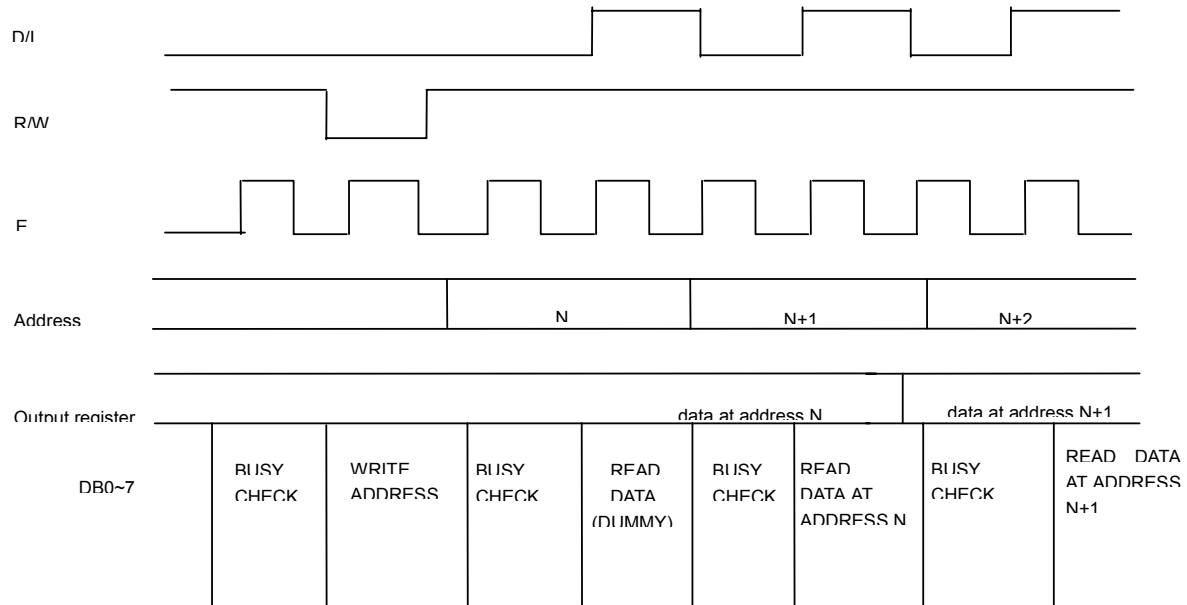 D/I
R/W
E
Address
N
N+1
N+2
Output register
data at address N
data at address N+1
DB0~7
BUSY
CHECK
WRITE
ADDRESS
BUSY
CHECK
READ
DATA
(DUMMY)
BUSY
CHECK
READ
DATA AT
ADDRESS N
BUSY
CHECK
READ DATA
AT ADDRESS
N+1